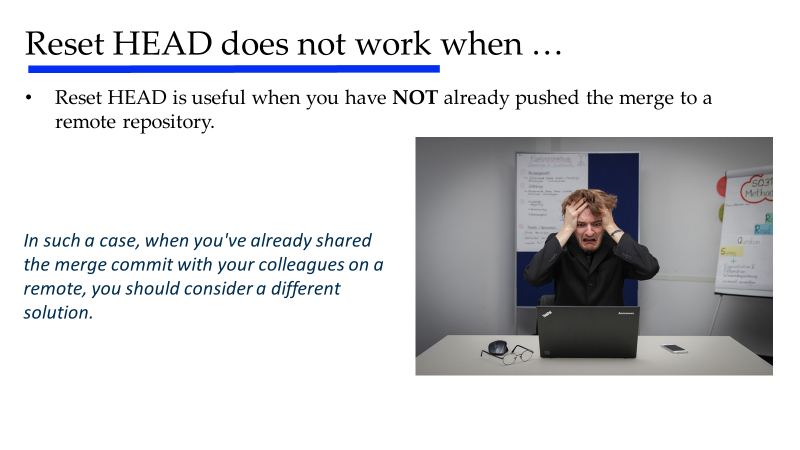 Reset HEAD does not work when …
• Reset HEAD is useful when you have NOT already pushed the merge to a
remote repository.
In such a case, when you've already shared
the merge commit with your colleagues on a
remote, you should consider a different
solution.
SQ3R